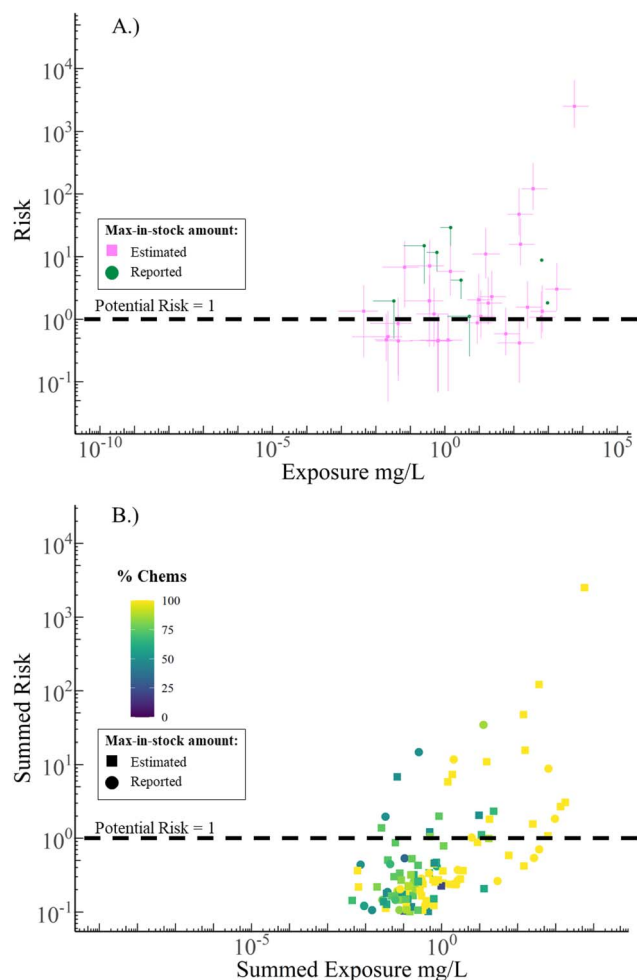 A.)
10^4
10^3
10^2
10^1
10^0
10^-1
Risk
Max-in-stock amount:
Estimated
Reported
Potential Risk = 1
10^-10
10^-5
10^0
10^5
Exposure mg/L
B.)
10^4
10^3
10^2
10^1
10^0
10^-1
Summed Risk
% Chems
100
75
50
25
0
Max-in-stock amount:
Estimated
Reported
Potential Risk = 1
10^-5
10^0
10^5
Summed Exposure mg/L